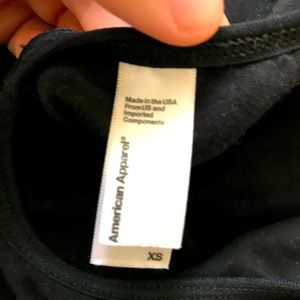 Made in the USA
From US and
Imported
Components
American Apparel®
XS